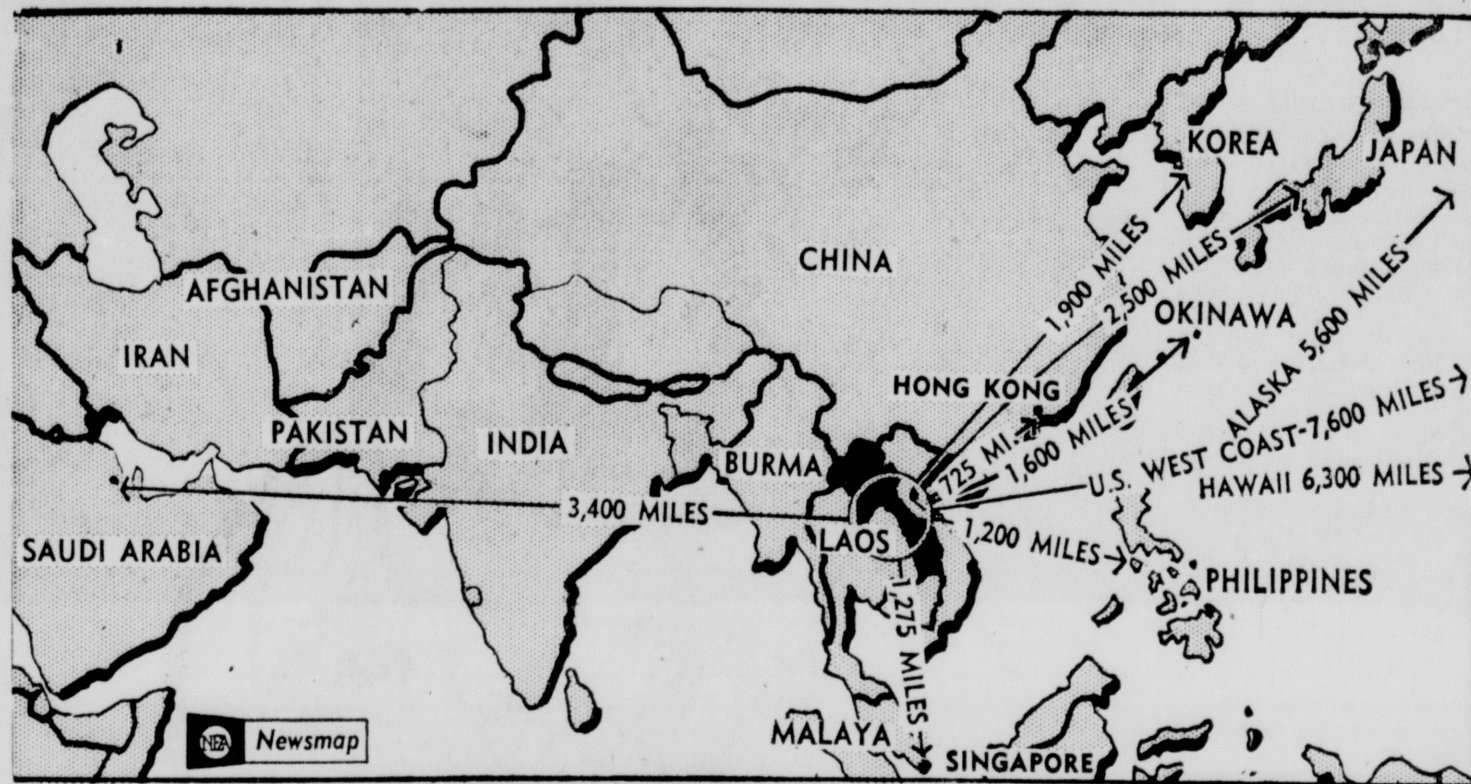 KOREA
JAPAN
CHINA
AFGHANISTAN
1,900 MILES
2,500 MILES
OKINAWA
ALASKA 5,600 MILES
IRAN
HONG KONG
PAKISTAN
INDIA
BURMA
725 MI.
1,600 MILES
U.S. WEST COAST-7,600 MILES
HAWAII 6,300 MILES
3,400 MILES
LAOS
1,200 MILES
SAUDI ARABIA
PHILIPPINES
1,275 MILES
MALAYA
SINGAPORE
NEA Newsmap